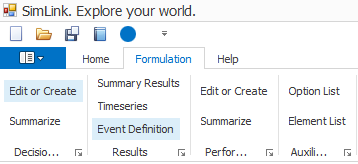 SimLink. Explore your world.
Home Formulation Help
Edit or Create
Summarize
Decisio...
Summary Results
Timeseries
Event Definition
Results
Edit or Create
Summarize
Perfor...
Option List
Element List
Auxili...